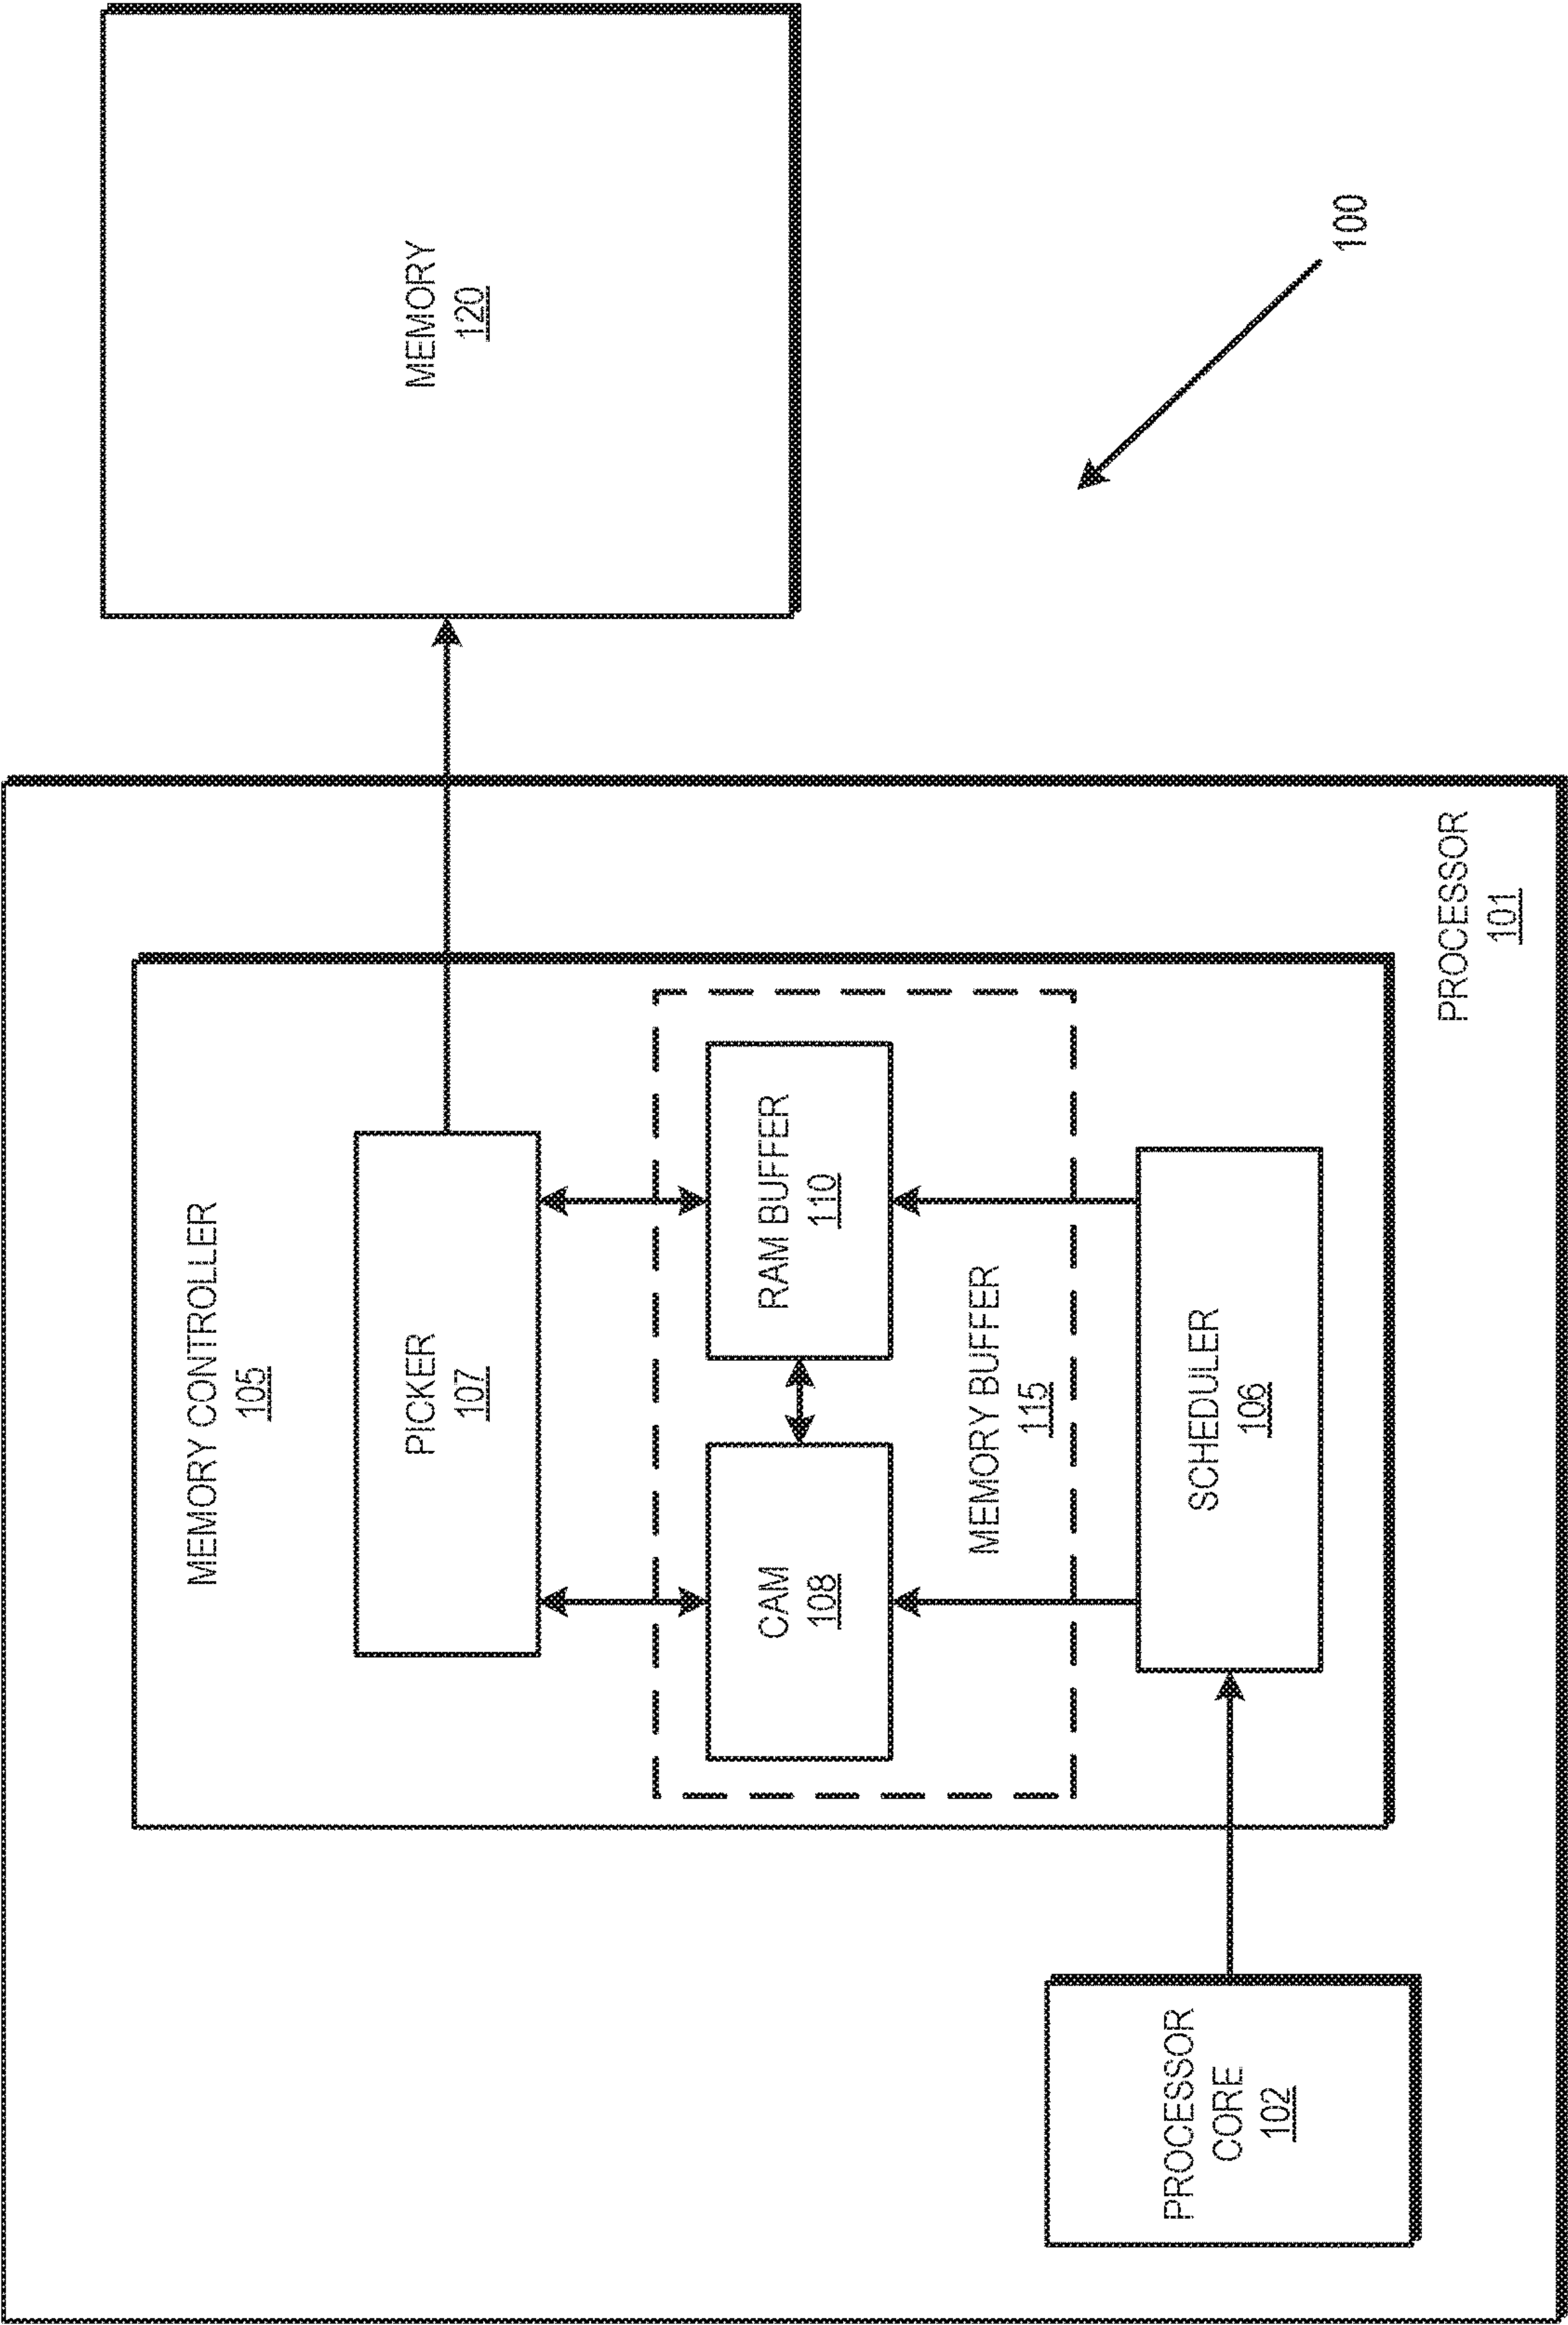 MEMORY CONTROLLER
105
PICKER
107
CAM
108
RAM BUFFER
110
MEMORY BUFFER
115
SCHEDULER
106
PROCESSOR
CORE
102
PROCESSOR
101
MEMORY
120
100